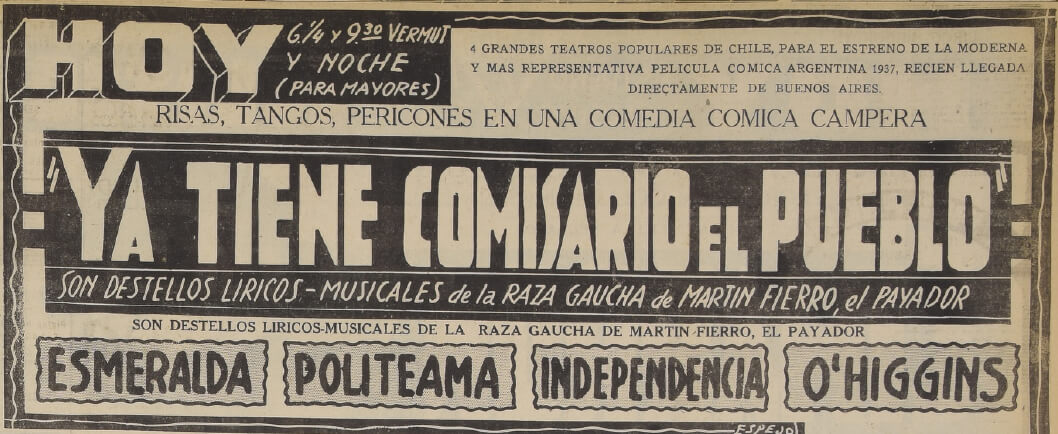 HOY
6.1/4 Y 9.30 VERMUT
Y NOCHE
(PARA MAYORES)
4 GRANDES TEATROS POPULARES DE CHILE, PARA EL ESTRENO DE LA MODERNA
Y MAS REPRESENTATIVA PELICULA COMICA ARGENTINA 1937, RECIEN LLEGADA
DIRECTAMENTE DE BUENOS AIRES.
RISAS, TANGOS, PERICONES EN UNA COMEDIA COMICA CAMPERA
"YA TIENE COMISARIO EL PUEBLO"
SON DESTELLOS LIRICOS-MUSICALES de la RAZA GAUCHA de MARTIN FIERRO, el PAYADOR
SON DESTELLOS LIRICOS-MUSICALES DE LA RAZA GAUCHA DE MARTIN-FIERRO, EL PAYADOR
ESMERALDA POLITEAMA INDEPENDENCIA O'HIGGINS
ESPEJO